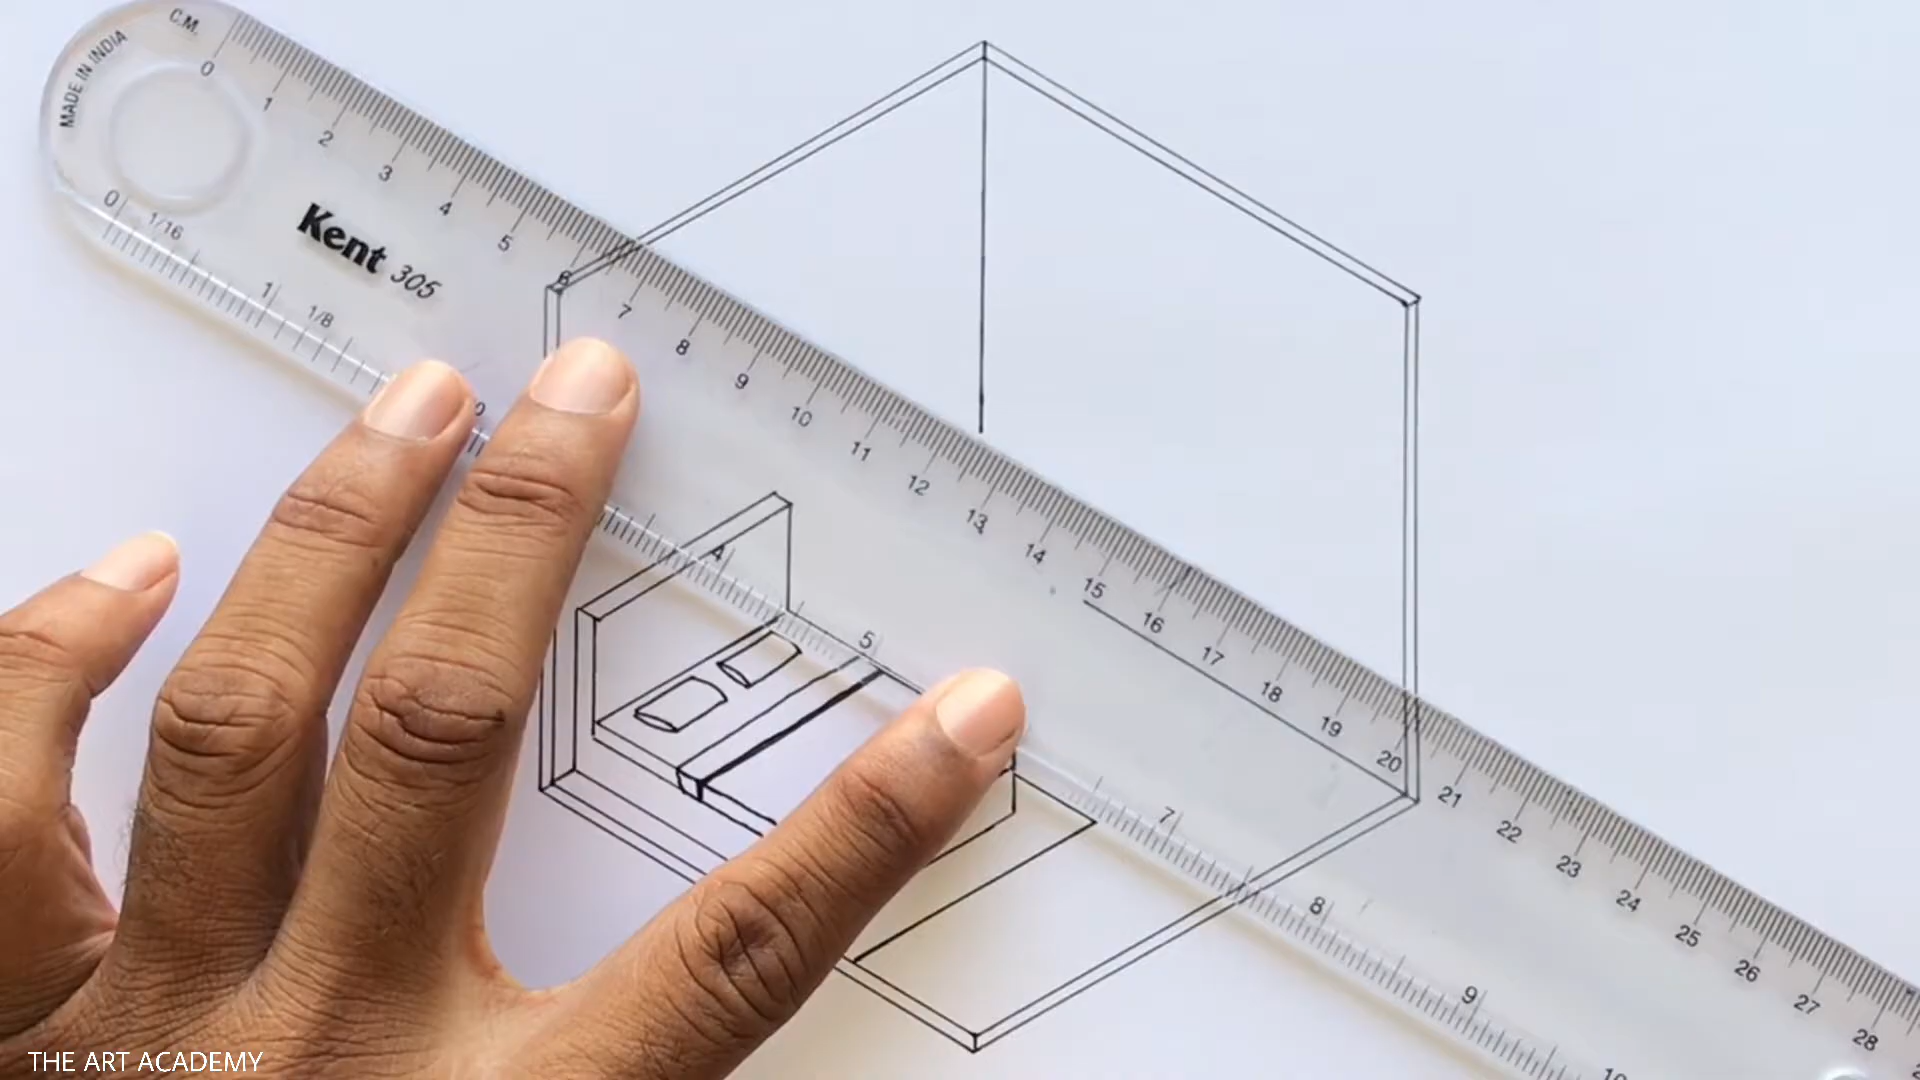 C.M.
MADE IN INDIA
0 1 2 3 4 5 6 7 8 9 10 11 12 13 14 15 16 17 18 19 20 21 22 23 24 25 26 27 28
Kent 305
0 1/16 1 1/8 4 5 7 8 9 10
THE ART ACADEMY